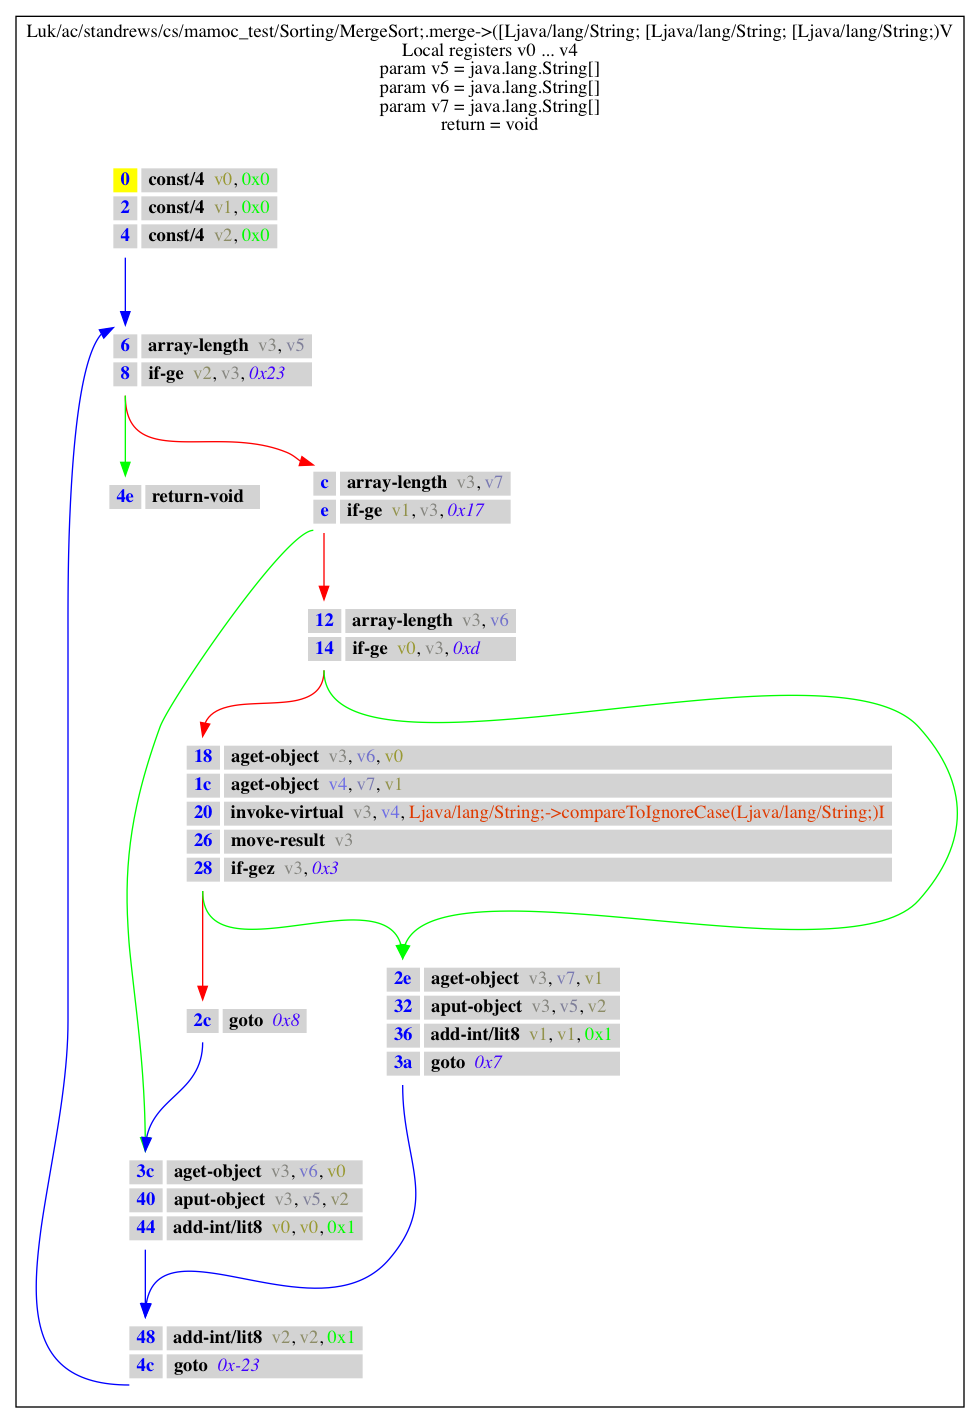 Luk/ac/standrews/cs/mamoc_test/Sorting/MergeSort;.merge->([Ljava/lang/String; [Ljava/lang/String; [Ljava/lang/String;)V
Local registers v0 ... v4
param v5 = java.lang.String[]
param v6 = java.lang.String[]
param v7 = java.lang.String[]
return = void
0 const/4 v0, 0x0
2 const/4 v1, 0x0
4 const/4 v2, 0x0
6 array-length v3, v5
8 if-ge v2, v3, 0x23
4e return-void
c array-length v3, v7
e if-ge v1, v3, 0x17
12 array-length v3, v6
14 if-ge v0, v3, 0xd
18 aget-object v3, v6, v0
1c aget-object v4, v7, v1
20 invoke-virtual v3, v4, Ljava/lang/String;->compareToIgnoreCase(Ljava/lang/String;)I
26 move-result v3
28 if-gez v3, 0x3
2e aget-object v3, v7, v1
32 aput-object v3, v5, v2
36 add-int/lit8 v1, v1, 0x1
3a goto 0x7
2c goto 0x8
3c aget-object v3, v6, v0
40 aput-object v3, v5, v2
44 add-int/lit8 v0, v0, 0x1
48 add-int/lit8 v2, v2, 0x1
4c goto 0x-23